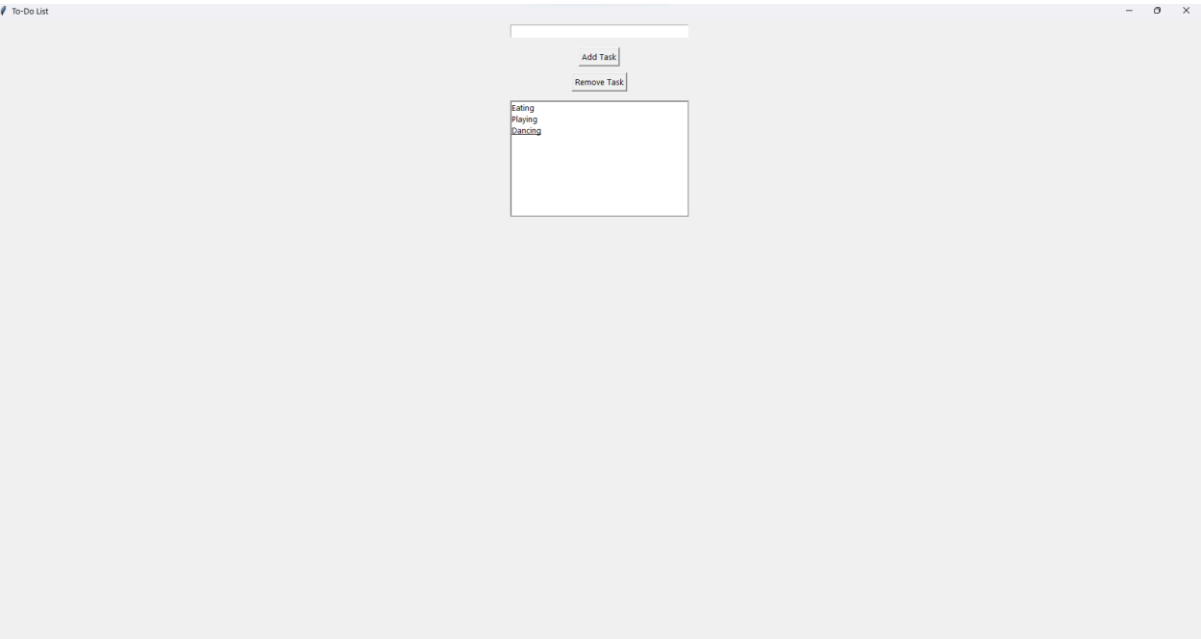 To-Do List
Add Task
Remove Task
Eating
Playing
Dancing